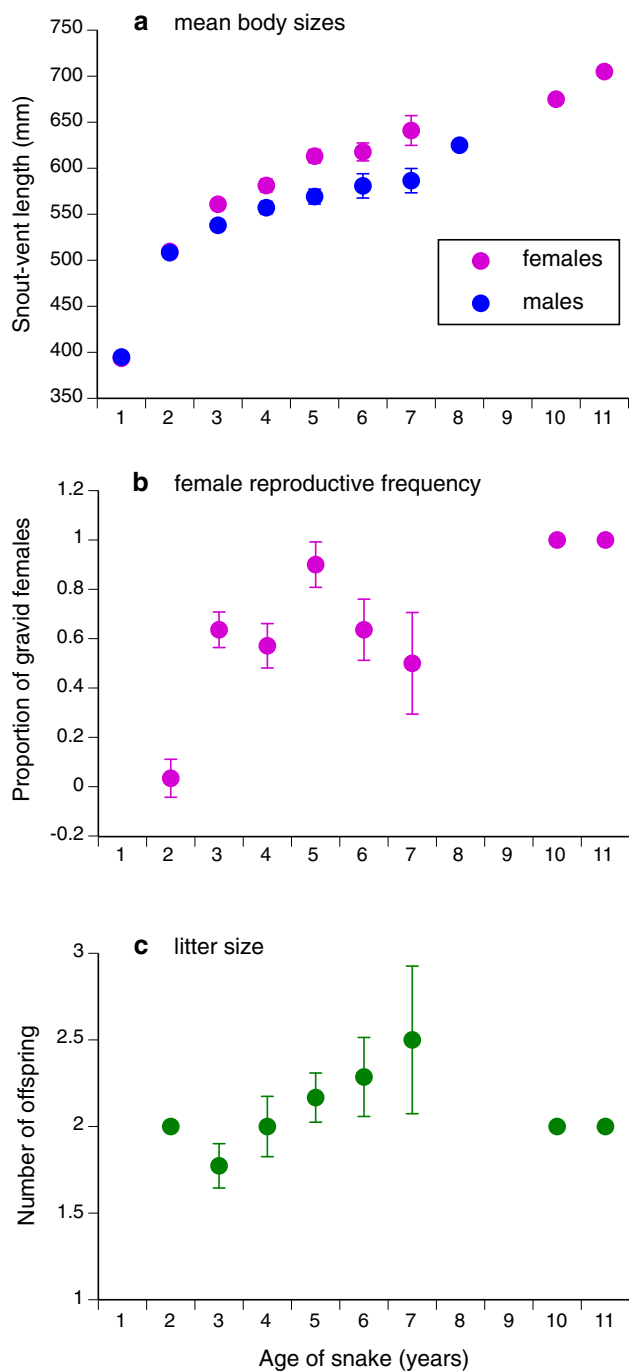 a mean body sizes
750
700
650
600
550
500
450
400
350
Snout-vent length (mm)
females
males
1 2 3 4 5 6 7 8 9 10 11
b female reproductive frequency
1.2
1
0.8
0.6
0.4
0.2
0
-0.2
Proportion of gravid females
1 2 3 4 5 6 7 8 9 10 11
c litter size
3
2.5
2
1.5
1
Number of offspring
1 2 3 4 5 6 7 8 9 10 11
Age of snake (years)